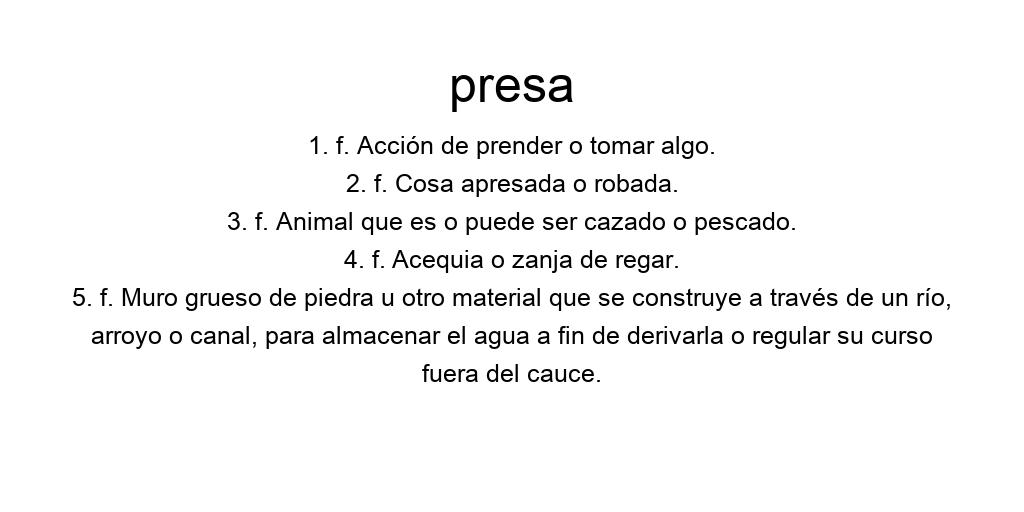 presa
1. f. Acción de prender o tomar algo.
2. f. Cosa apresada o robada.
3. f. Animal que es o puede ser cazado o pescado.
4. f. Acequia o zanja de regar.
5. f. Muro grueso de piedra u otro material que se construye a través de un río,
arroyo o canal, para almacenar el agua a fin de derivarla o regular su curso
fuera del cauce.